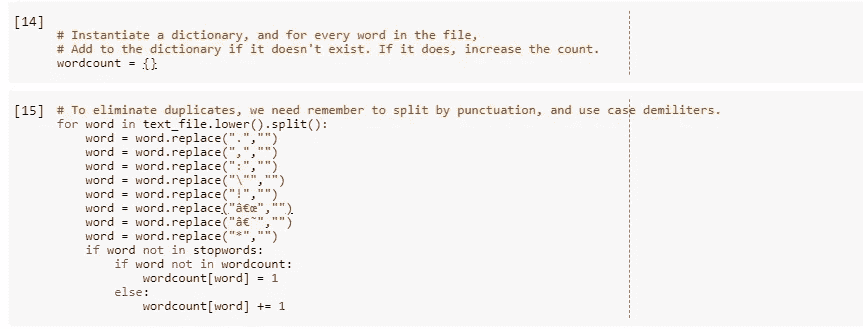 [14]
# Instantiate a dictionary, and for every word in the file,
# Add to the dictionary if it doesn't exist. If it does, increase the count.
wordcount = {}
[15] # To eliminate duplicates, we need remember to split by punctuation, and use case demiliters.
for word in text_file.lower().split():
word = word.replace(".","")
word = word.replace(",","")
word = word.replace(":","")
word = word.replace("\"","")
word = word.replace("!","")
word = word.replace("“","")
word = word.replace("‘","")
word = word.replace("*","")
if word not in stopwords:
if word not in wordcount:
wordcount[word] = 1
else:
wordcount[word] += 1